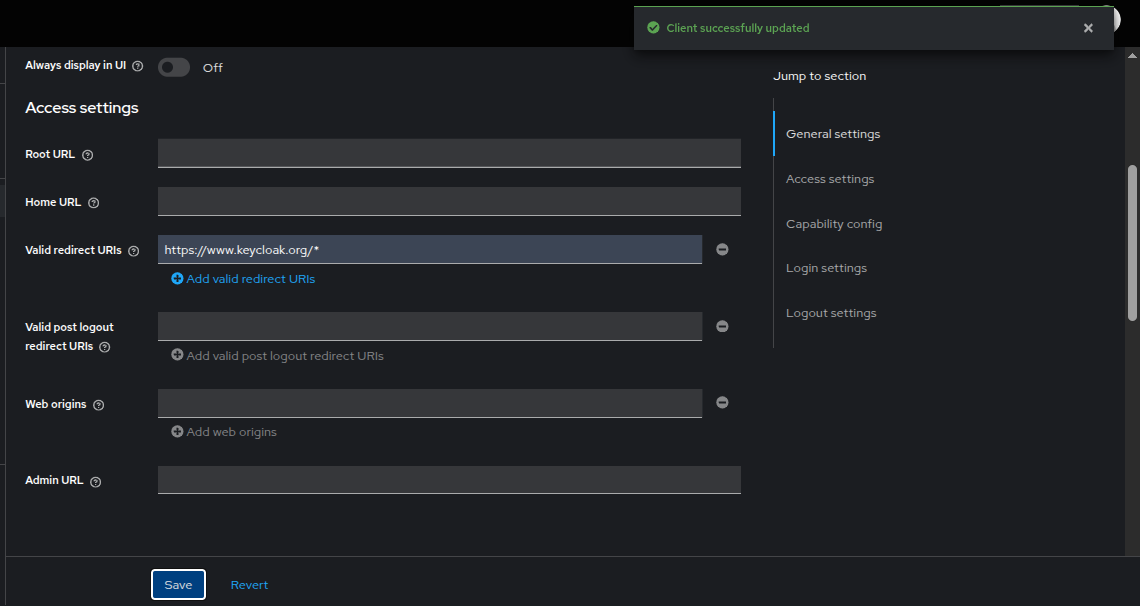 Client successfully updated
Always display in UI
Off
Jump to section
Access settings
General settings
Root URL
Access settings
Home URL
Capability config
Valid redirect URIs
https://www.keycloak.org/*
Add valid redirect URIs
Login settings
Logout settings
Valid post logout
redirect URIs
Add valid post logout redirect URIs
Web origins
Add web origins
Admin URL
Save
Revert